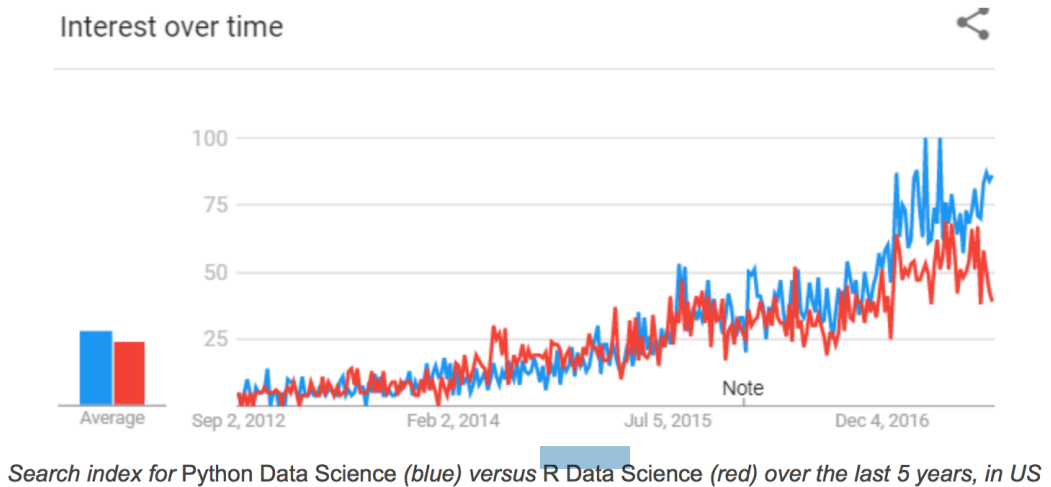 Interest over time
100
75
50
25
Note
Average
Sep 2, 2012
Feb 2, 2014
Jul 5, 2015
Dec 4, 2016
Search index for Python Data Science (blue) versus R Data Science (red) over the last 5 years, in US